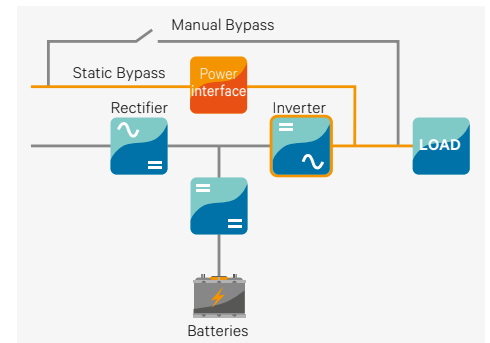 Manual Bypass
Static Bypass
Power
interface
Rectifier
Inverter
LOAD
Batteries